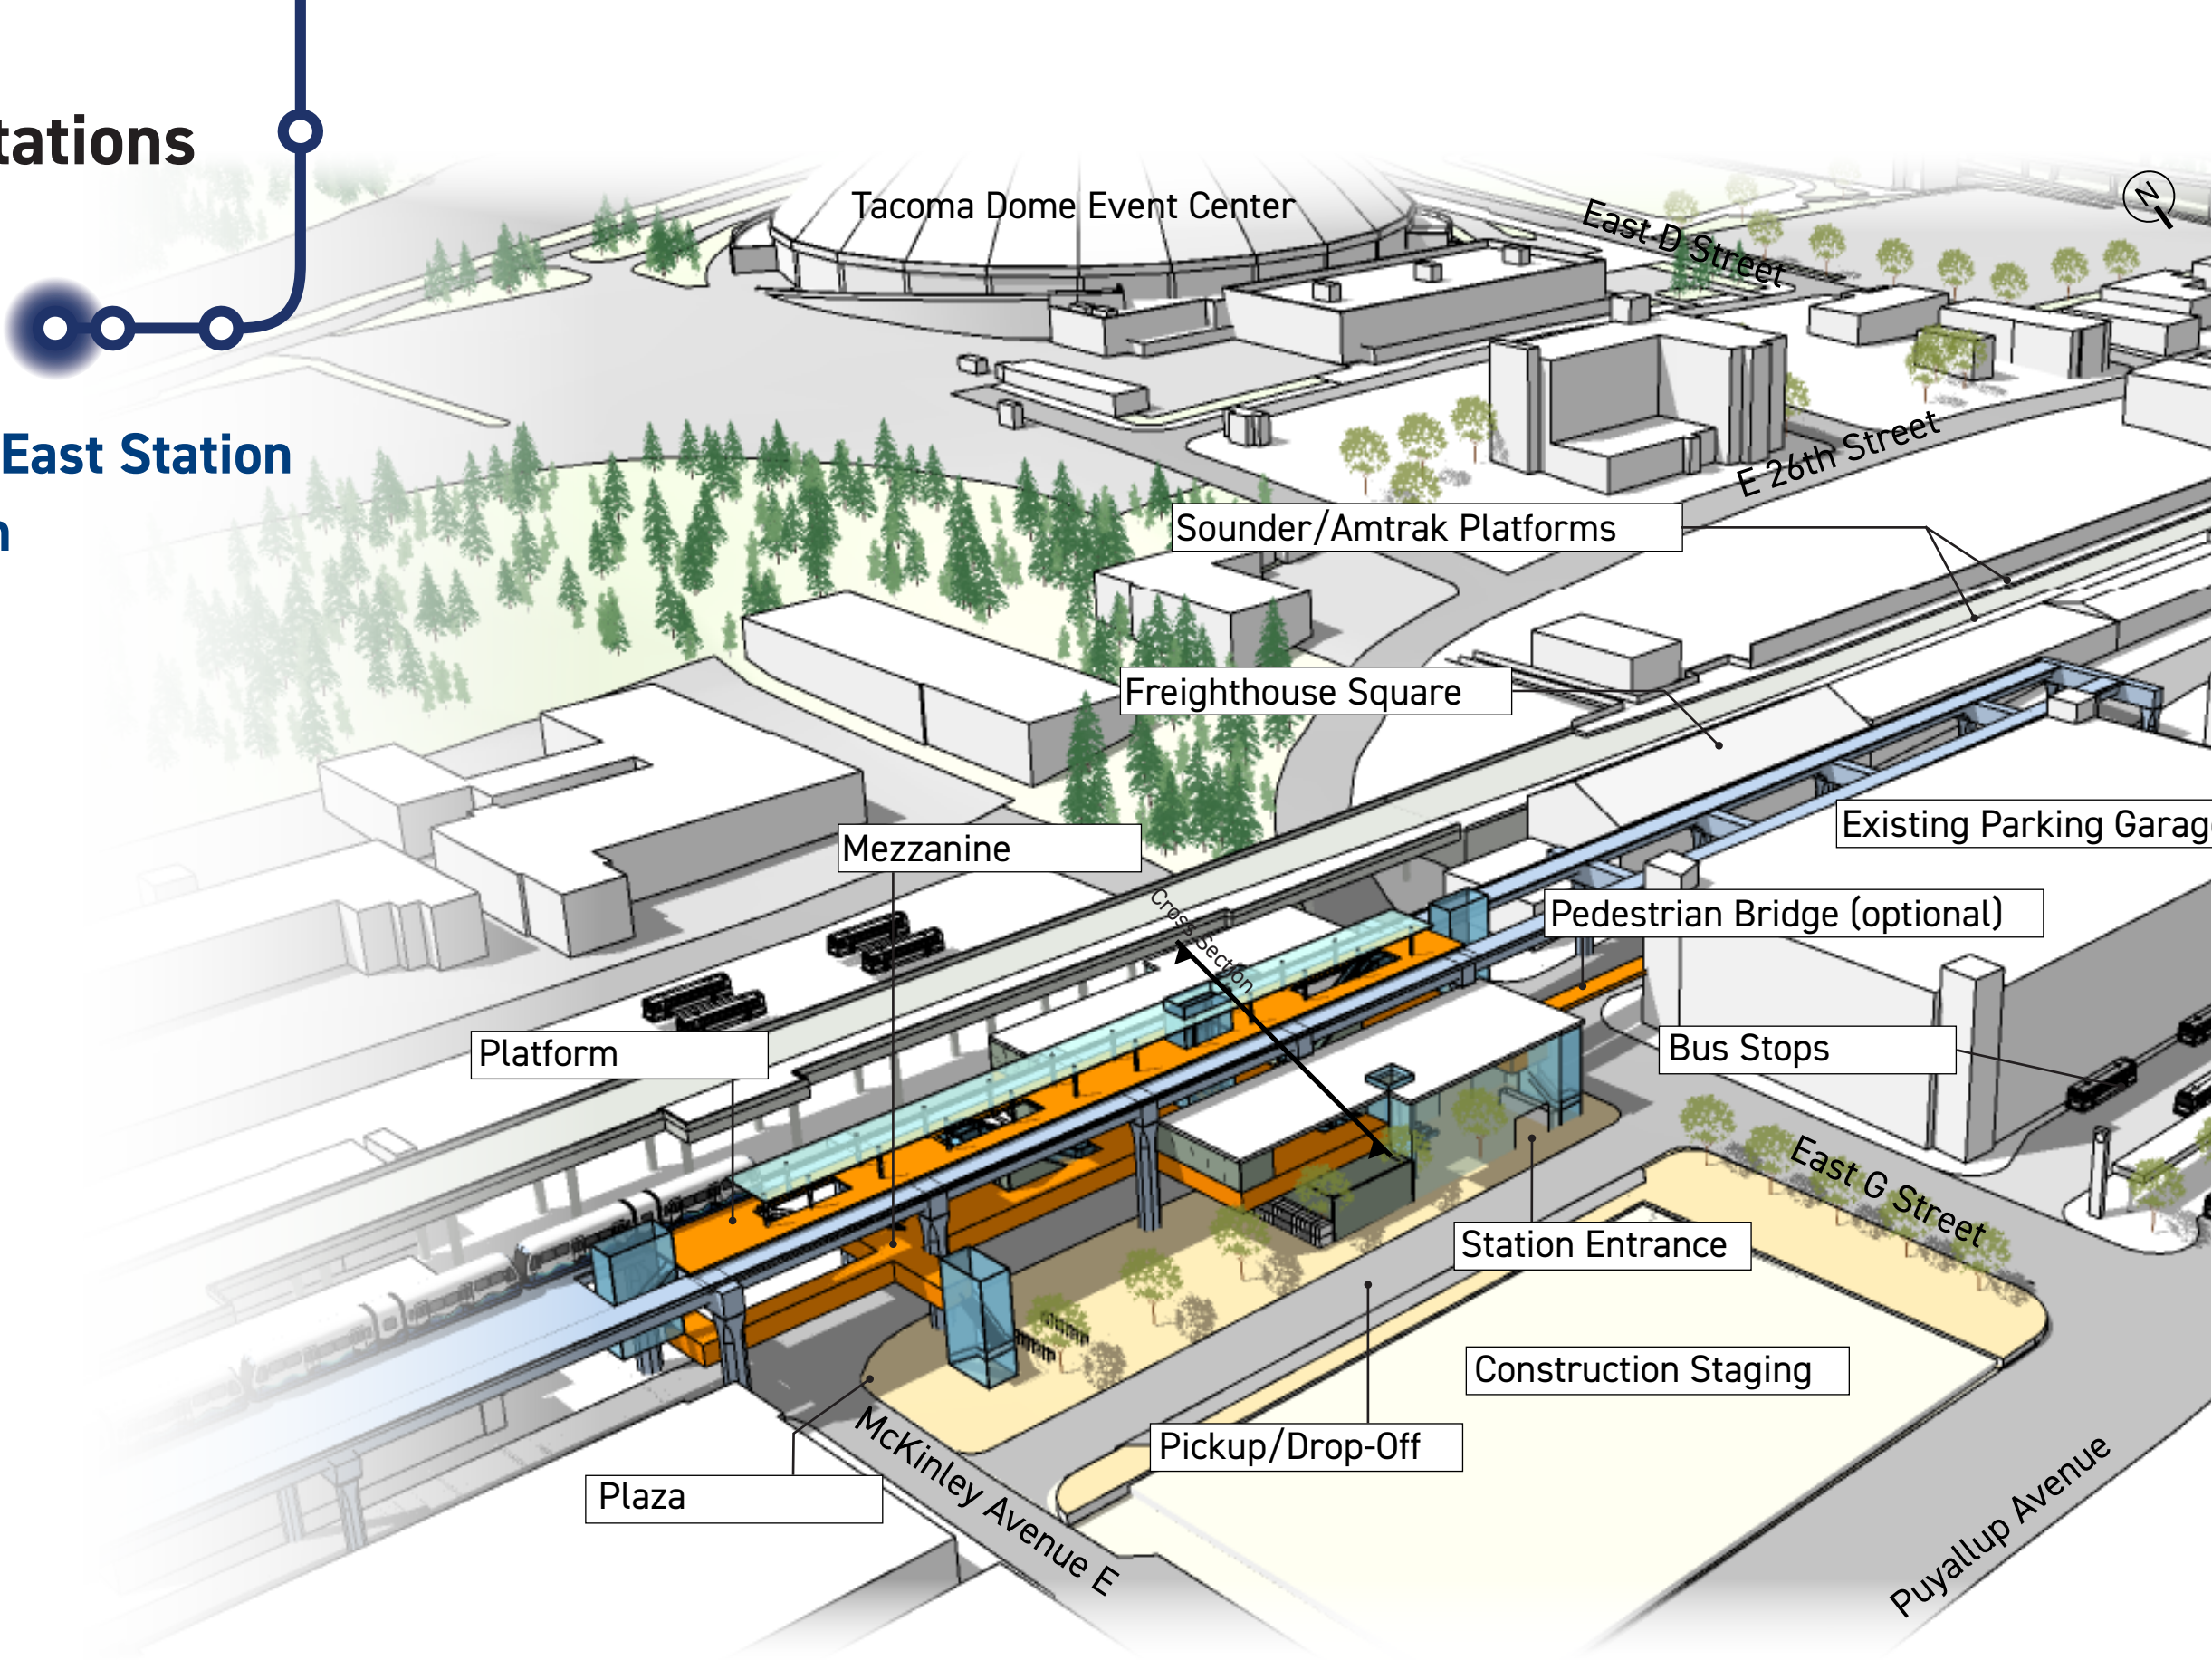 tations
East Station
n
Tacoma Dome Event Center
East D Street
N
E 26th Street
Sounder/Amtrak Platforms
Freighthouse Square
Existing Parking Garag
Mezzanine
Cross Section
Pedestrian Bridge (optional)
Platform
Bus Stops
East G Street
Station Entrance
Construction Staging
Pickup/Drop-Off
McKinley Avenue E
Plaza
Puyallup Avenue